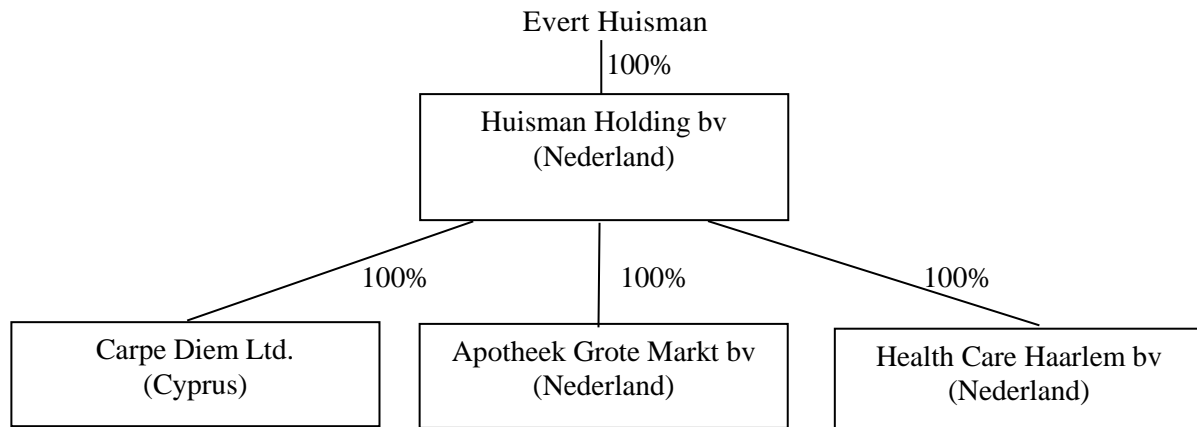 Evert Huisman
100%
Huisman Holding bv
(Nederland)
100%
100%
100%
Carpe Diem Ltd.
(Cyprus)
Apotheek Grote Markt bv
(Nederland)
Health Care Haarlem bv
(Nederland)